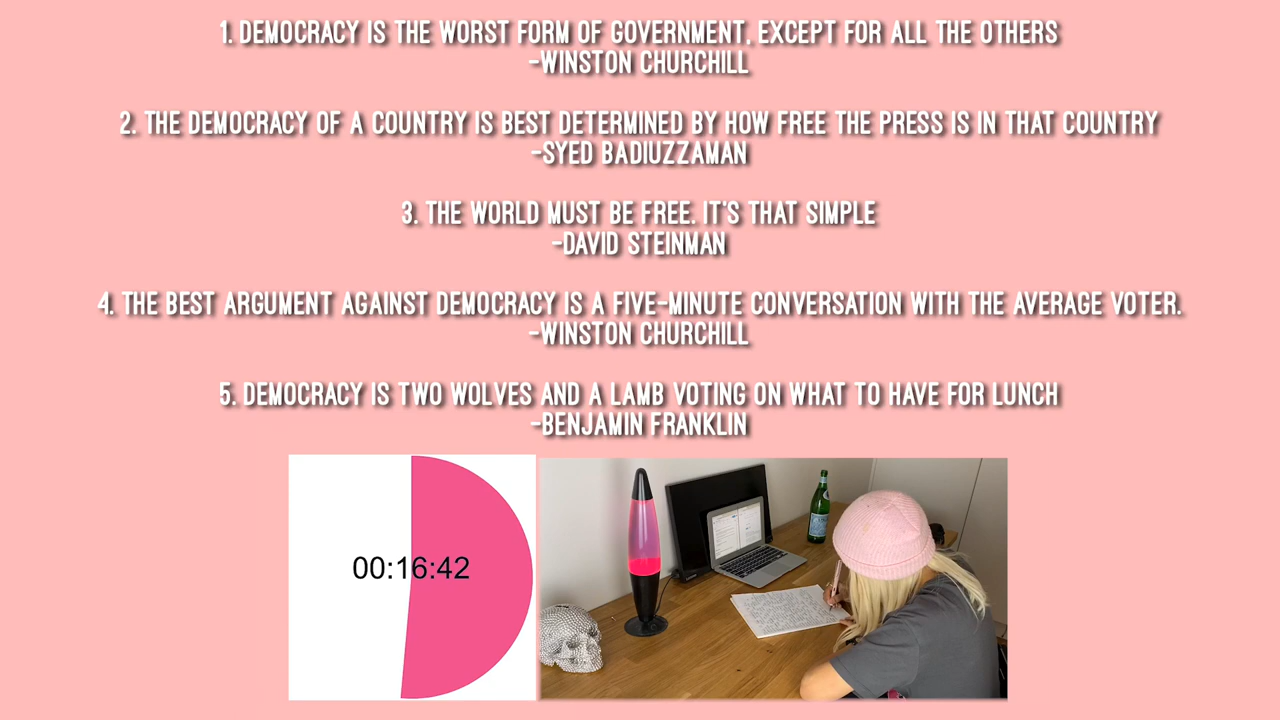 1. DEMOCRACY IS THE WORST FORM OF GOVERNMENT, EXCEPT FOR ALL THE OTHERS
-WINSTON CHURCHILL
2. THE DEMOCRACY OF A COUNTRY IS BEST DETERMINED BY HOW FREE THE PRESS IS IN THAT COUNTRY
-SYED BADIUZZAMAN
3. THE WORLD MUST BE FREE. IT'S THAT SIMPLE
-DAVID STEINMAN
4. THE BEST ARGUMENT AGAINST DEMOCRACY IS A FIVE-MINUTE CONVERSATION WITH THE AVERAGE VOTER.
-WINSTON CHURCHILL
5. DEMOCRACY IS TWO WOLVES AND A LAMB VOTING ON WHAT TO HAVE FOR LUNCH
-BENJAMIN FRANKLIN
00:16:42